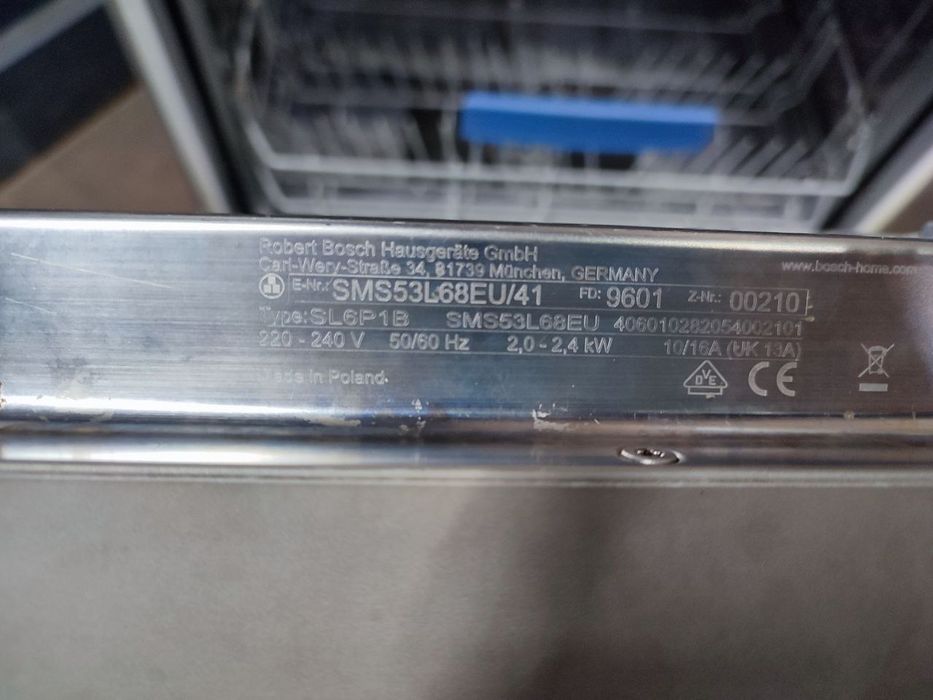 Robert Bosch Hausgeräte GmbH
Carl-Wery-Straße 34, 81739 München, GERMANY
www.bosch-home.com
E-Nr.: SMS53L68EU/41 FD: 9601 Z-Nr.: 00210
Type: SL6P1B SMS53L68EU 406010282054002101
220 - 240 V 50/60 Hz 2,0 - 2,4 kW 10/16A (UK 13A)
Made in Poland.
DVE CE